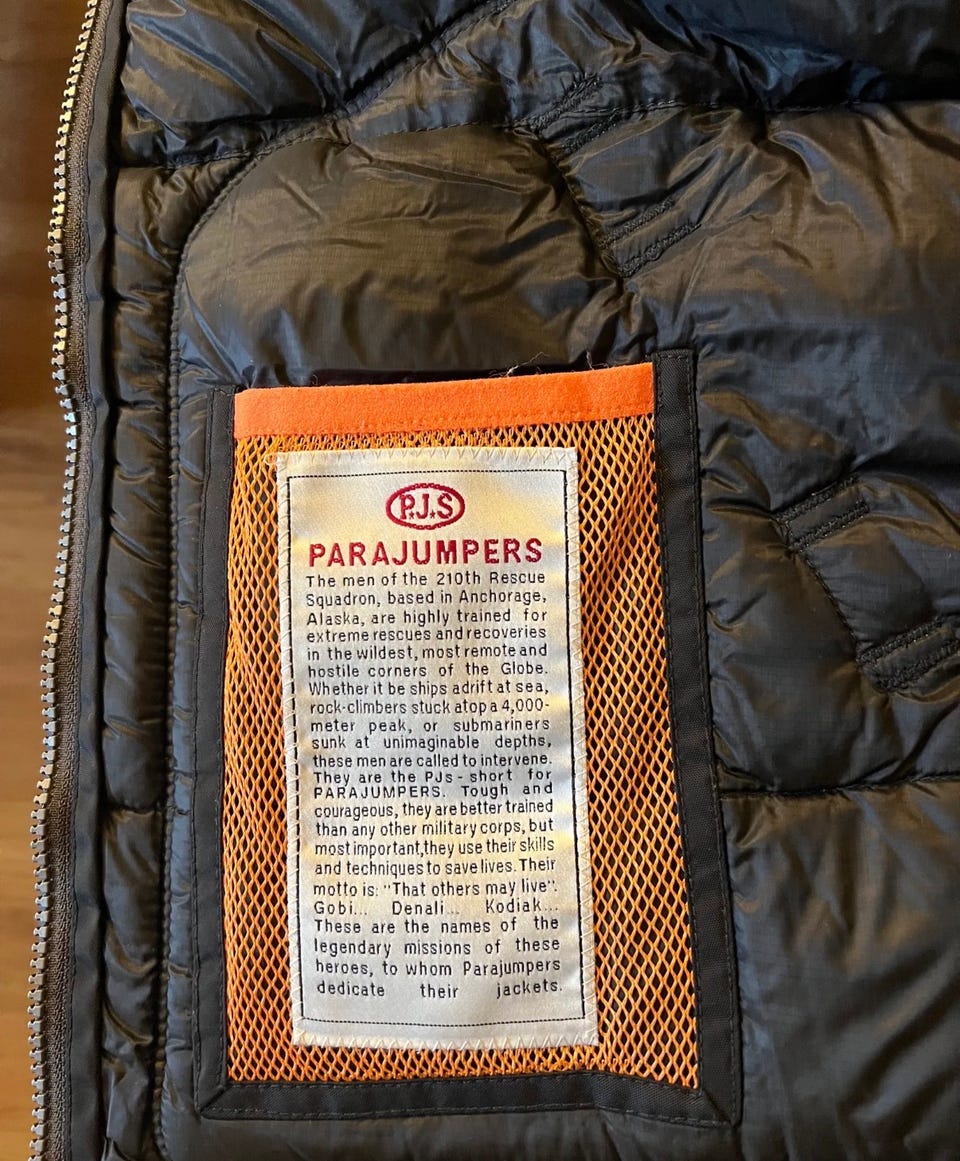 P.J.S
PARAJUMPERS
The men of the 210th Rescue
Squadron, based in Anchorage,
Alaska, are highly trained for
extreme rescues and recoveries
in the wildest, most remote and
hostile corners of the Globe.
Whether it be ships adrift at sea,
rock-climbers stuck atop a 4,000-
meter peak, or submariners
sunk at unimaginable depths,
these men are called to intervene.
They are the PJs - short for
PARAJUMPERS. Tough and
courageous, they are better trained
than any other military corps, but
most important,they use their skills
and techniques to save lives. Their
motto is: "That others may live".
Gobi... Denali... Kodiak...
These are the names of the
legendary missions of these
heroes, to whom Parajumpers
dedicate their jackets.